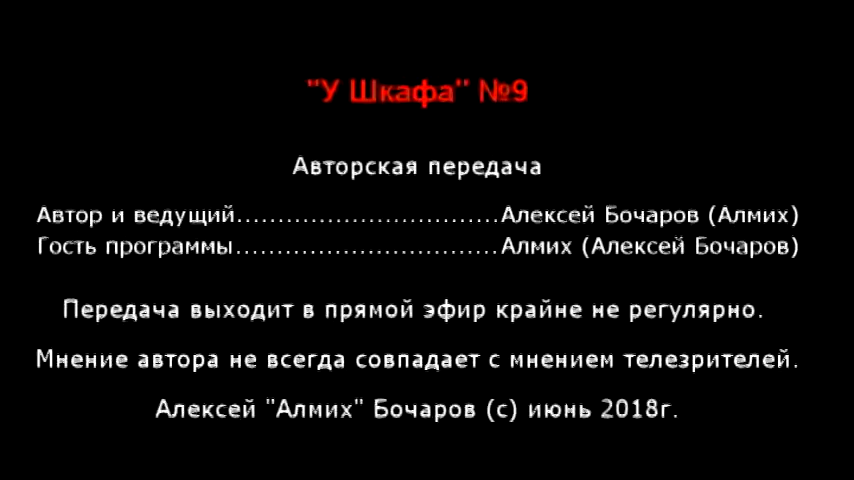 "У Шкафа" №9
Авторская передача
Автор и ведущий................................Алексей Бочаров (Алмих)
Гость программы................................Алмих (Алексей Бочаров)
Передача выходит в прямой эфир крайне не регулярно.
Мнение автора не всегда совпадает с мнением телезрителей.
Алексей "Алмих" Бочаров (с) июнь 2018г.